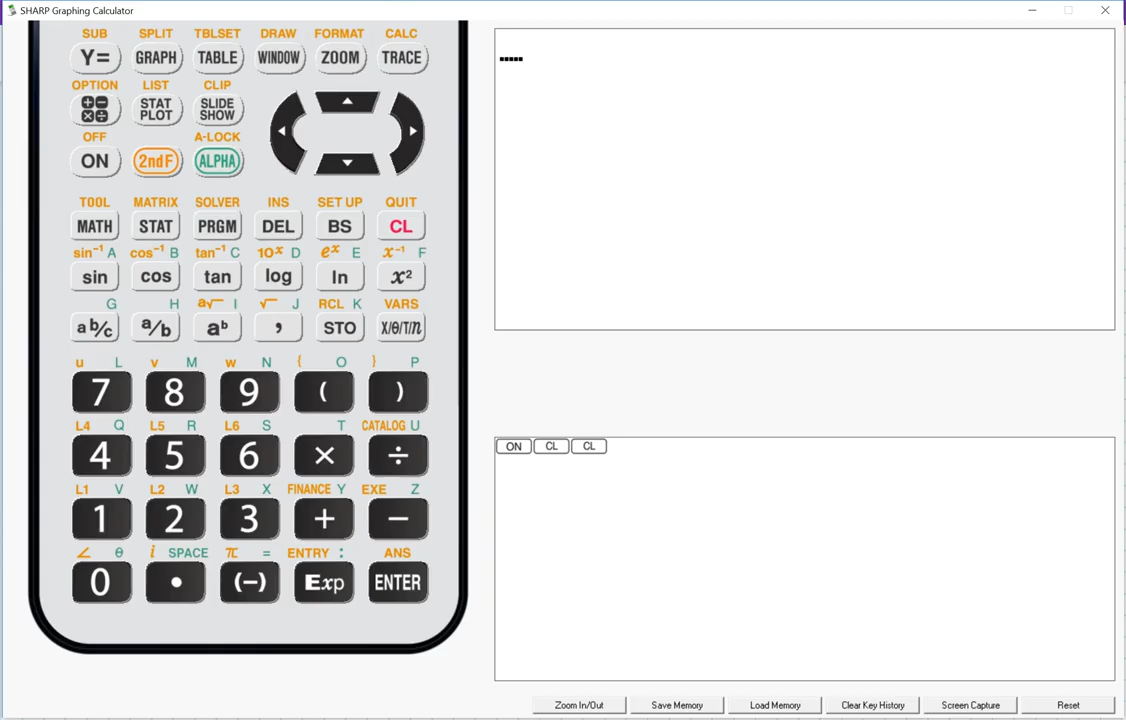 SHARP Graphing Calculator
SUB SPLIT TBLSET DRAW FORMAT CALC
Y= GRAPH TABLE WINDOW ZOOM TRACE
OPTION LIST CLIP
+ − × ÷ STAT PLOT SLIDE SHOW
OFF A-LOCK
ON 2ndF ALPHA
TOOL MATRIX SOLVER INS SET UP QUIT
MATH STAT PRGM DEL BS CL
sin⁻¹ A cos⁻¹ B tan⁻¹ C 10ˣ D eˣ E x⁻¹ F
sin cos tan log ln x²
G H a√ I √ J RCL K VARS
a b/c a/b aᵇ , STO X/θ/T/n
u L v M w N { O } P
7 8 9 ( )
L4 Q L5 R L6 S T CATALOG U
4 5 6 × ÷
L1 V L2 W L3 X FINANCE Y EXE Z
1 2 3 + −
∠ θ i SPACE π = ENTRY : ANS
0 • (−) Exp ENTER
ON CL CL
Zoom In/Out Save Memory Load Memory Clear Key History Screen Capture Reset